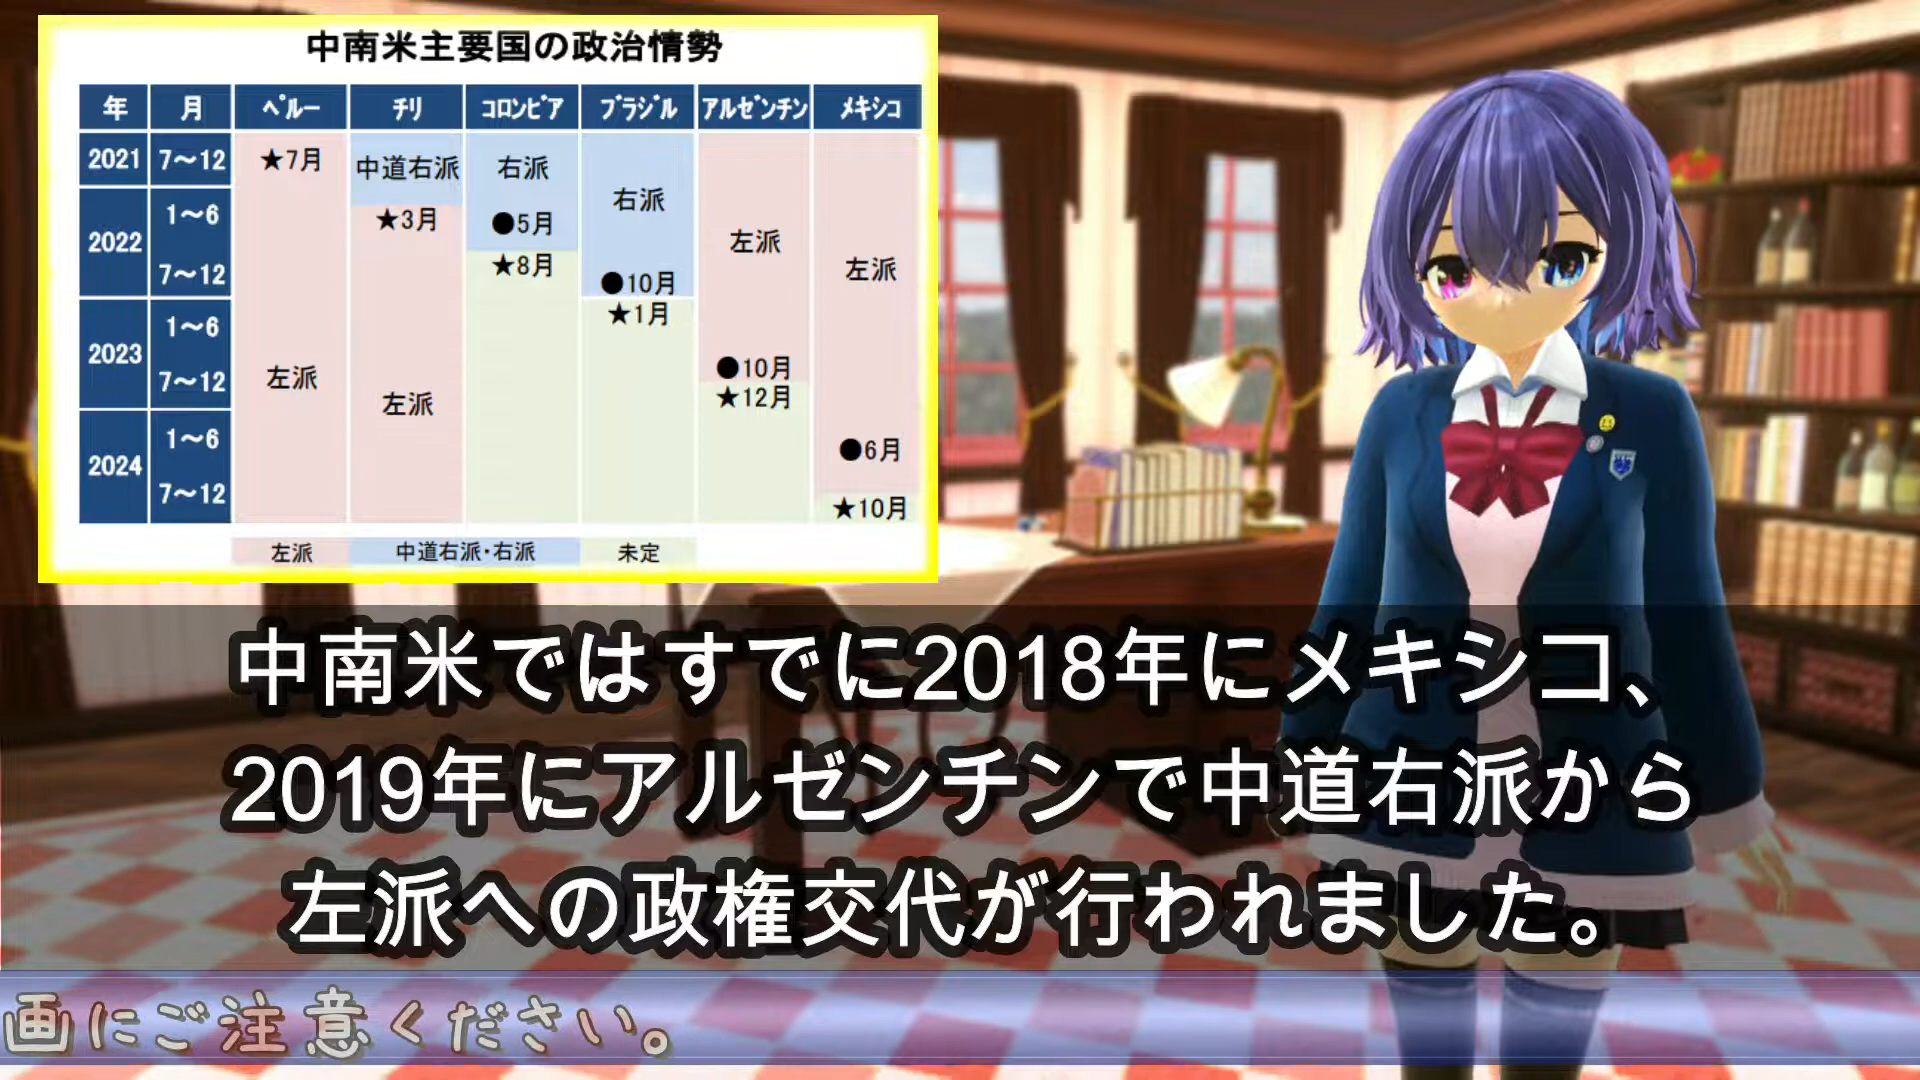 中南米主要国の政治情勢
年 月 ペルー チリ コロンビア ブラジル アルゼンチン メキシコ
2021 7〜12 ★7月 中道右派 右派
2022 1〜6 ★3月 ●5月 右派 左派
7〜12 ★8月 ●10月 左派
2023 1〜6 ★1月
7〜12 左派 左派 ●10月
★12月
2024 1〜6 ●6月
7〜12 ★10月
左派 中道右派・右派 未定
中南米ではすでに2018年にメキシコ、
2019年にアルゼンチンで中道右派から
左派への政権交代が行われました。
画にご注意ください。